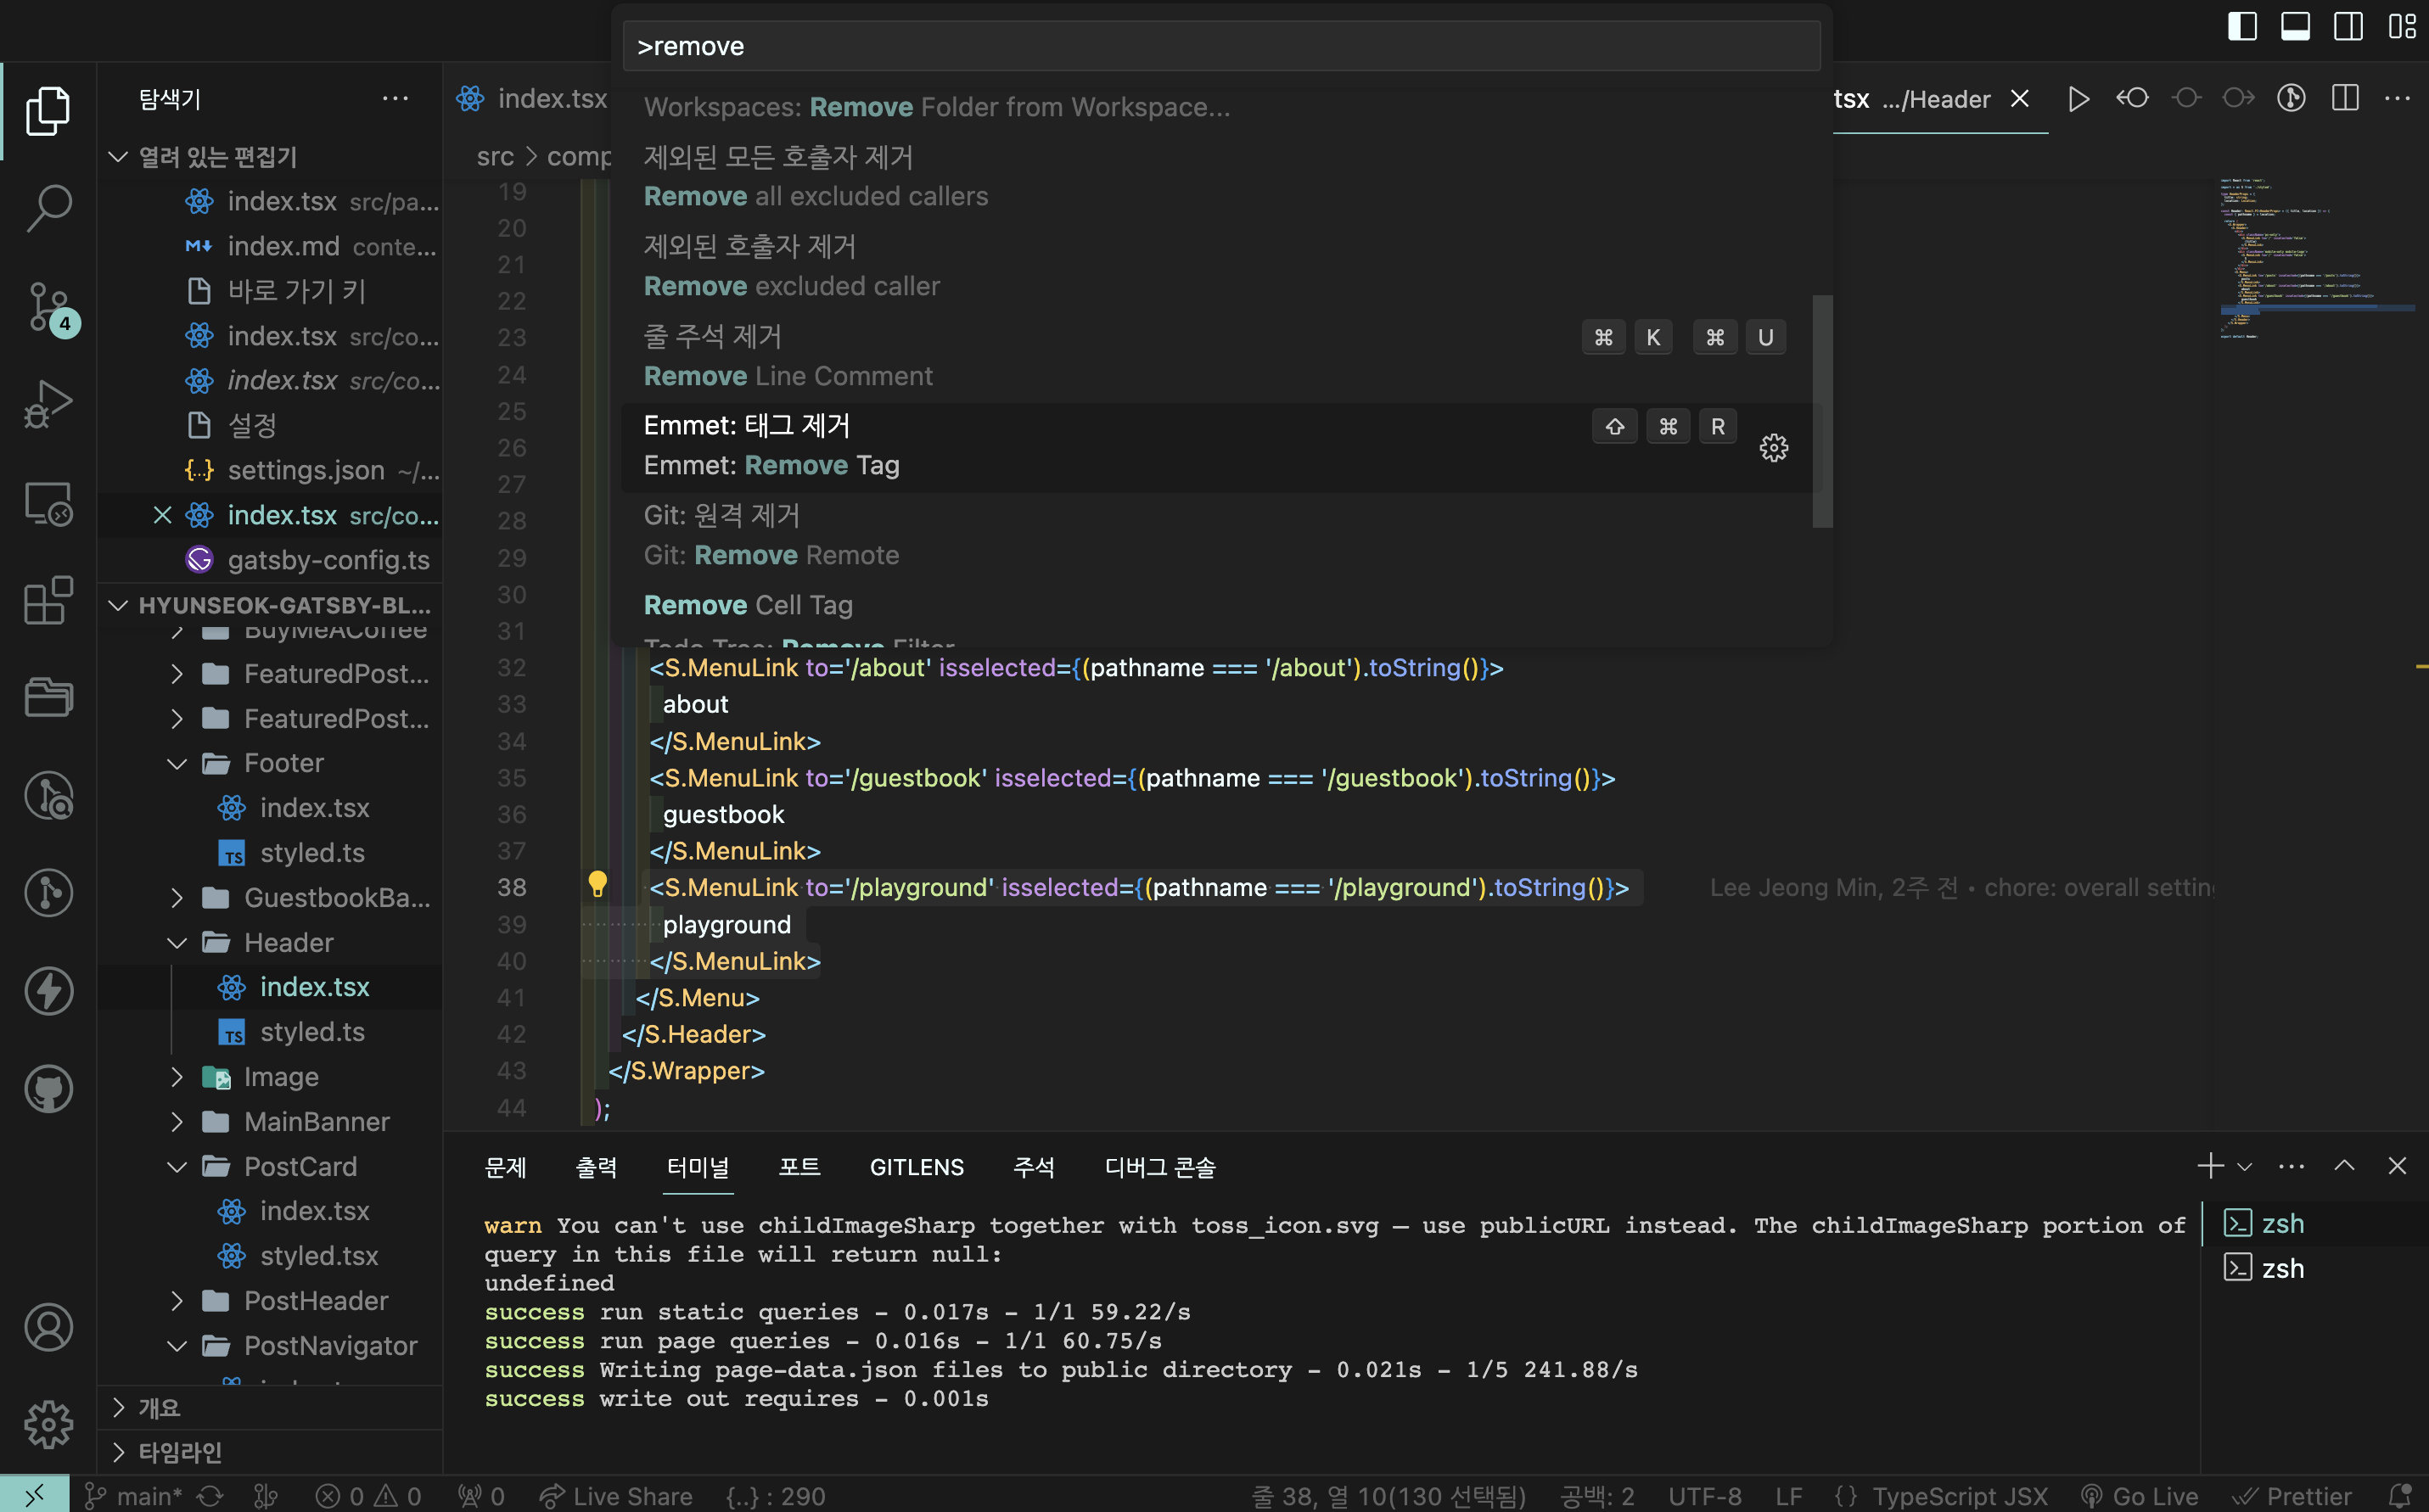 >remove
Workspaces: Remove Folder from Workspace...
제외된 모든 호출자 제거
Remove all excluded callers
제외된 호출자 제거
Remove excluded caller
줄 주석 제거
⌘ K ⌘ U
Remove Line Comment
Emmet: 태그 제거
⌘ R
Emmet: Remove Tag
Git: 원격 제거
Git: Remove Remote
Remove Cell Tag
Todo Tree: Remove Filter
탐색기
열려 있는 편집기
index.tsx src/pa...
index.md conte...
바로 가기 키
index.tsx src/co...
index.tsx src/co...
설정
settings.json ~/...
index.tsx src/co...
gatsby-config.ts
HYUNSEOK-GATSBY-BL...
BuyMeACoffee
FeaturedPost...
FeaturedPost...
Footer
index.tsx
styled.ts
GuestbookBa...
Header
index.tsx
styled.ts
Image
MainBanner
PostCard
index.tsx
styled.tsx
PostHeader
PostNavigator
개요
타임라인
4
index.tsx
tsx .../Header
src > comp
19
20
21
22
23
24
25
26
27
28
29
30
31
32 <S.MenuLink to='/about' isselected={(pathname === '/about').toString()}>
33 about
34 </S.MenuLink>
35 <S.MenuLink to='/guestbook' isselected={(pathname === '/guestbook').toString()}>
36 guestbook
37 </S.MenuLink>
38 <S.MenuLink to='/playground' isselected={(pathname === '/playground').toString()}> Lee Jeong Min, 2주 전 • chore: overall settin
39 playground
40 </S.MenuLink>
41 </S.Menu>
42 </S.Header>
43 </S.Wrapper>
44 );
문제 출력 터미널 포트 GITLENS 주석 디버그 콘솔
warn You can't use childImageSharp together with toss_icon.svg — use publicURL instead. The childImageSharp portion of
query in this file will return null:
undefined
success run static queries - 0.017s - 1/1 59.22/s
success run page queries - 0.016s - 1/1 60.75/s
success Writing page-data.json files to public directory - 0.021s - 1/5 241.88/s
success write out requires - 0.001s
zsh
zsh
main* 0 0 0 Live Share {..} : 290 줄 38, 열 10(130 선택됨) 공백: 2 UTF-8 LF {} TypeScript JSX Go Live Prettier